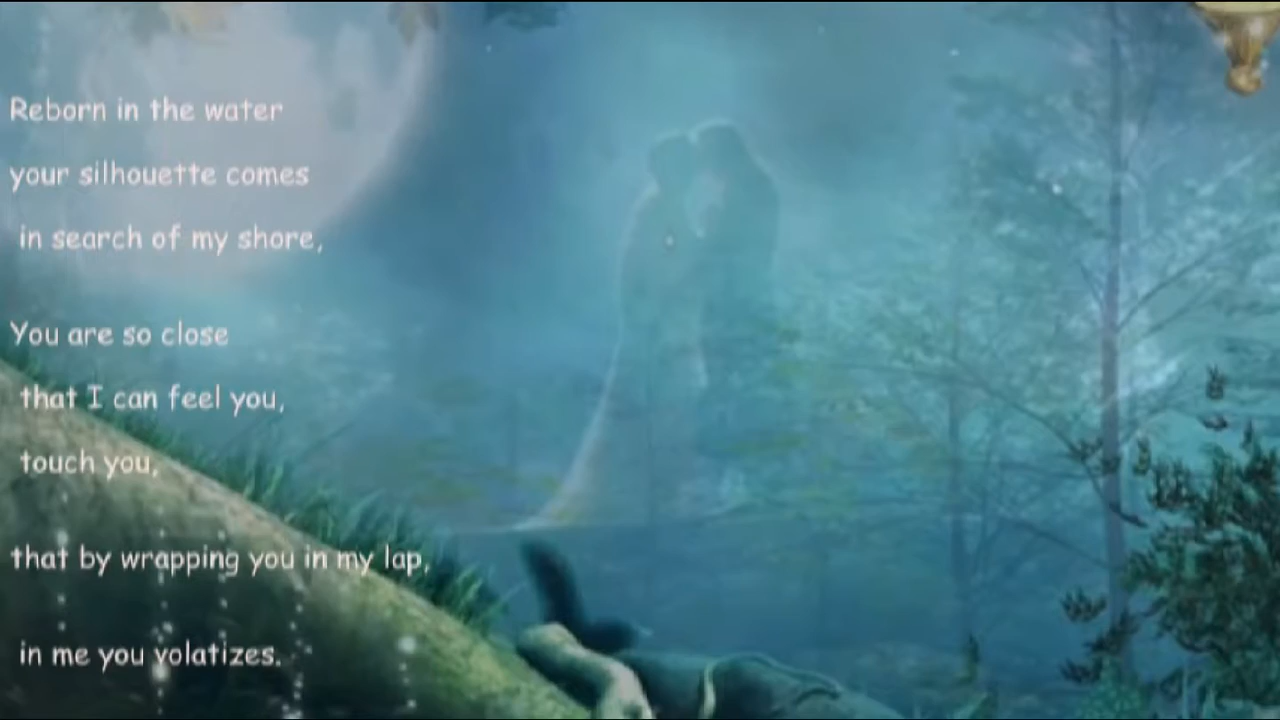 Reborn in the water
your silhouette comes
in search of my shore,
You are so close
that I can feel you,
touch you,
that by wrapping you in my lap,
in me you volatizes.